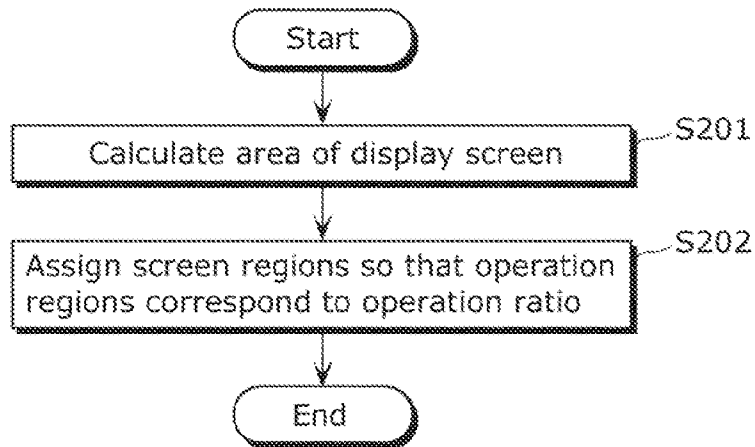 Start
Calculate area of display screen
S201
Assign screen regions so that operation
regions correspond to operation ratio
S202
End